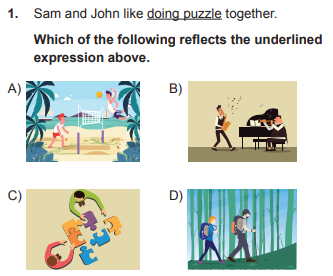 1. Sam and John like doing puzzle together.
Which of the following reflects the underlined
expression above.
A)
B)
C)
D)